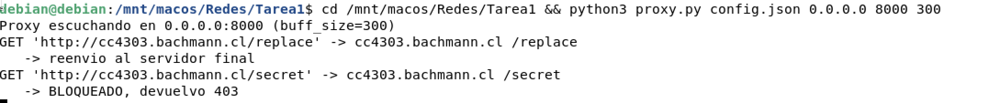 debian@debian:/mnt/macos/Redes/Tarea1$ cd /mnt/macos/Redes/Tarea1 && python3 proxy.py config.json 0.0.0.0 8000 300
Proxy escuchando en 0.0.0.0:8000 (buff_size=300)
GET 'http://cc4303.bachmann.cl/replace' -> cc4303.bachmann.cl /replace
   -> reenvio al servidor final
GET 'http://cc4303.bachmann.cl/secret' -> cc4303.bachmann.cl /secret
   -> BLOQUEADO, devuelvo 403